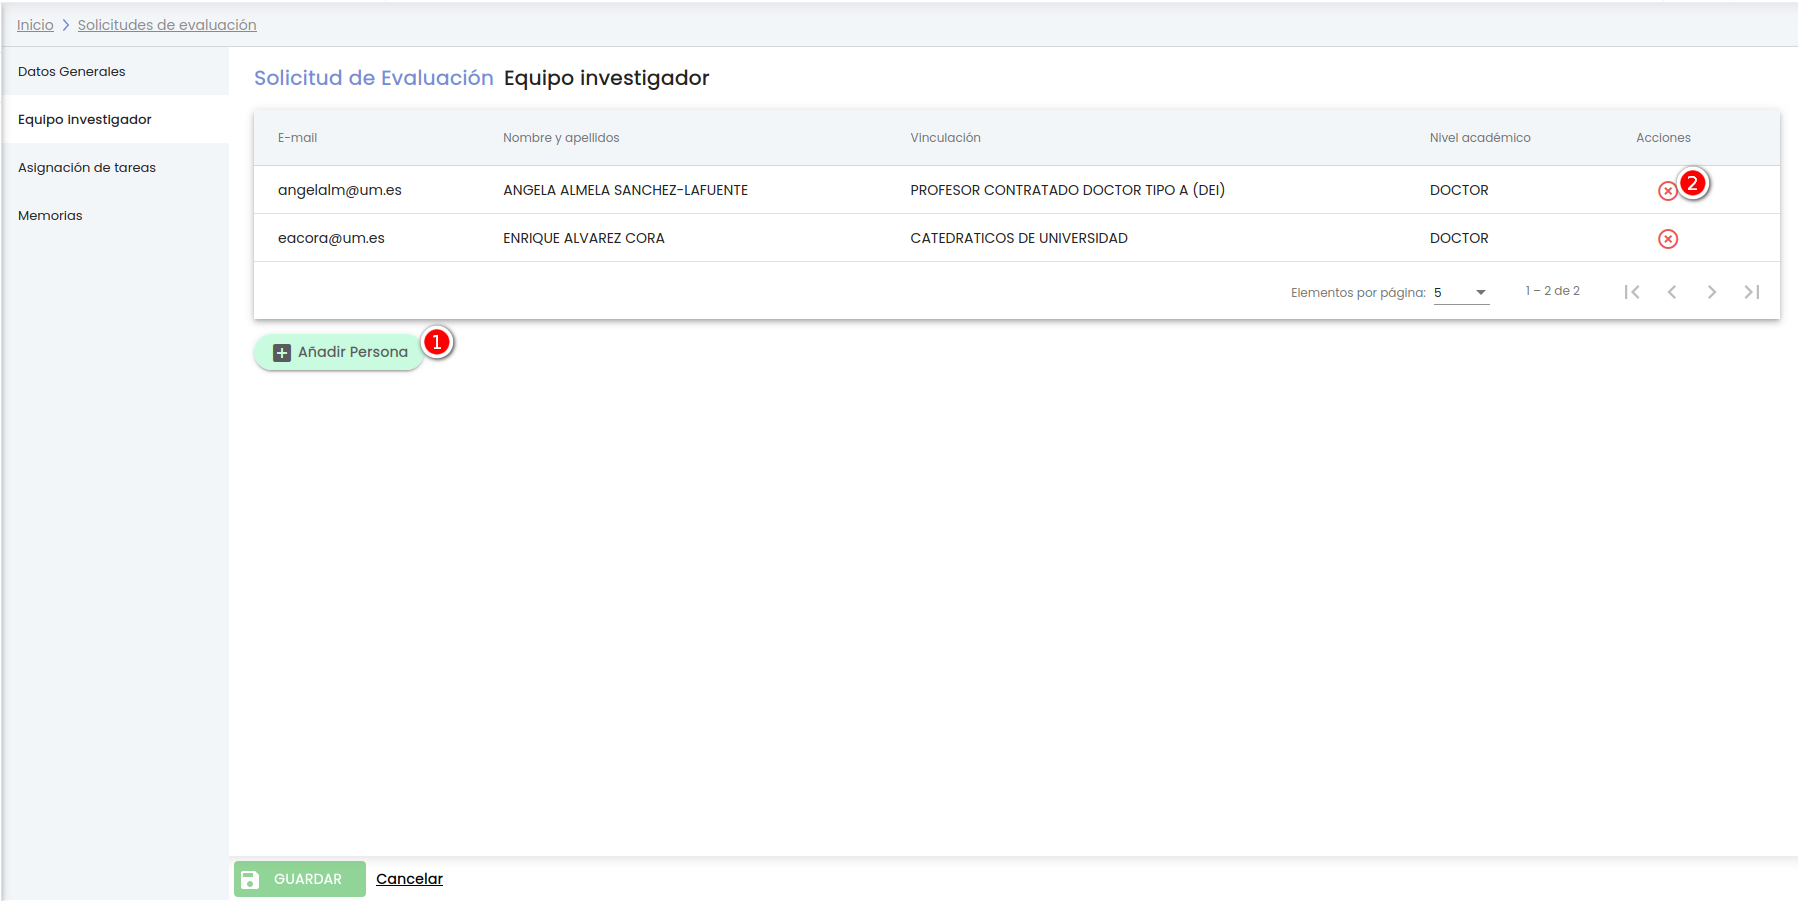 Inicio > Solicitudes de evaluación
Datos Generales
Equipo investigador
Asignación de tareas
Memorias
Solicitud de Evaluación Equipo investigador
E-mail Nombre y apellidos Vinculación Nivel académico Acciones
angelalm@um.es ANGELA ALMELA SANCHEZ-LAFUENTE PROFESOR CONTRATADO DOCTOR TIPO A (DEI) DOCTOR 2
eacora@um.es ENRIQUE ALVAREZ CORA CATEDRATICOS DE UNIVERSIDAD DOCTOR
Elementos por página: 5 1 – 2 de 2
Añadir Persona 1
GUARDAR Cancelar